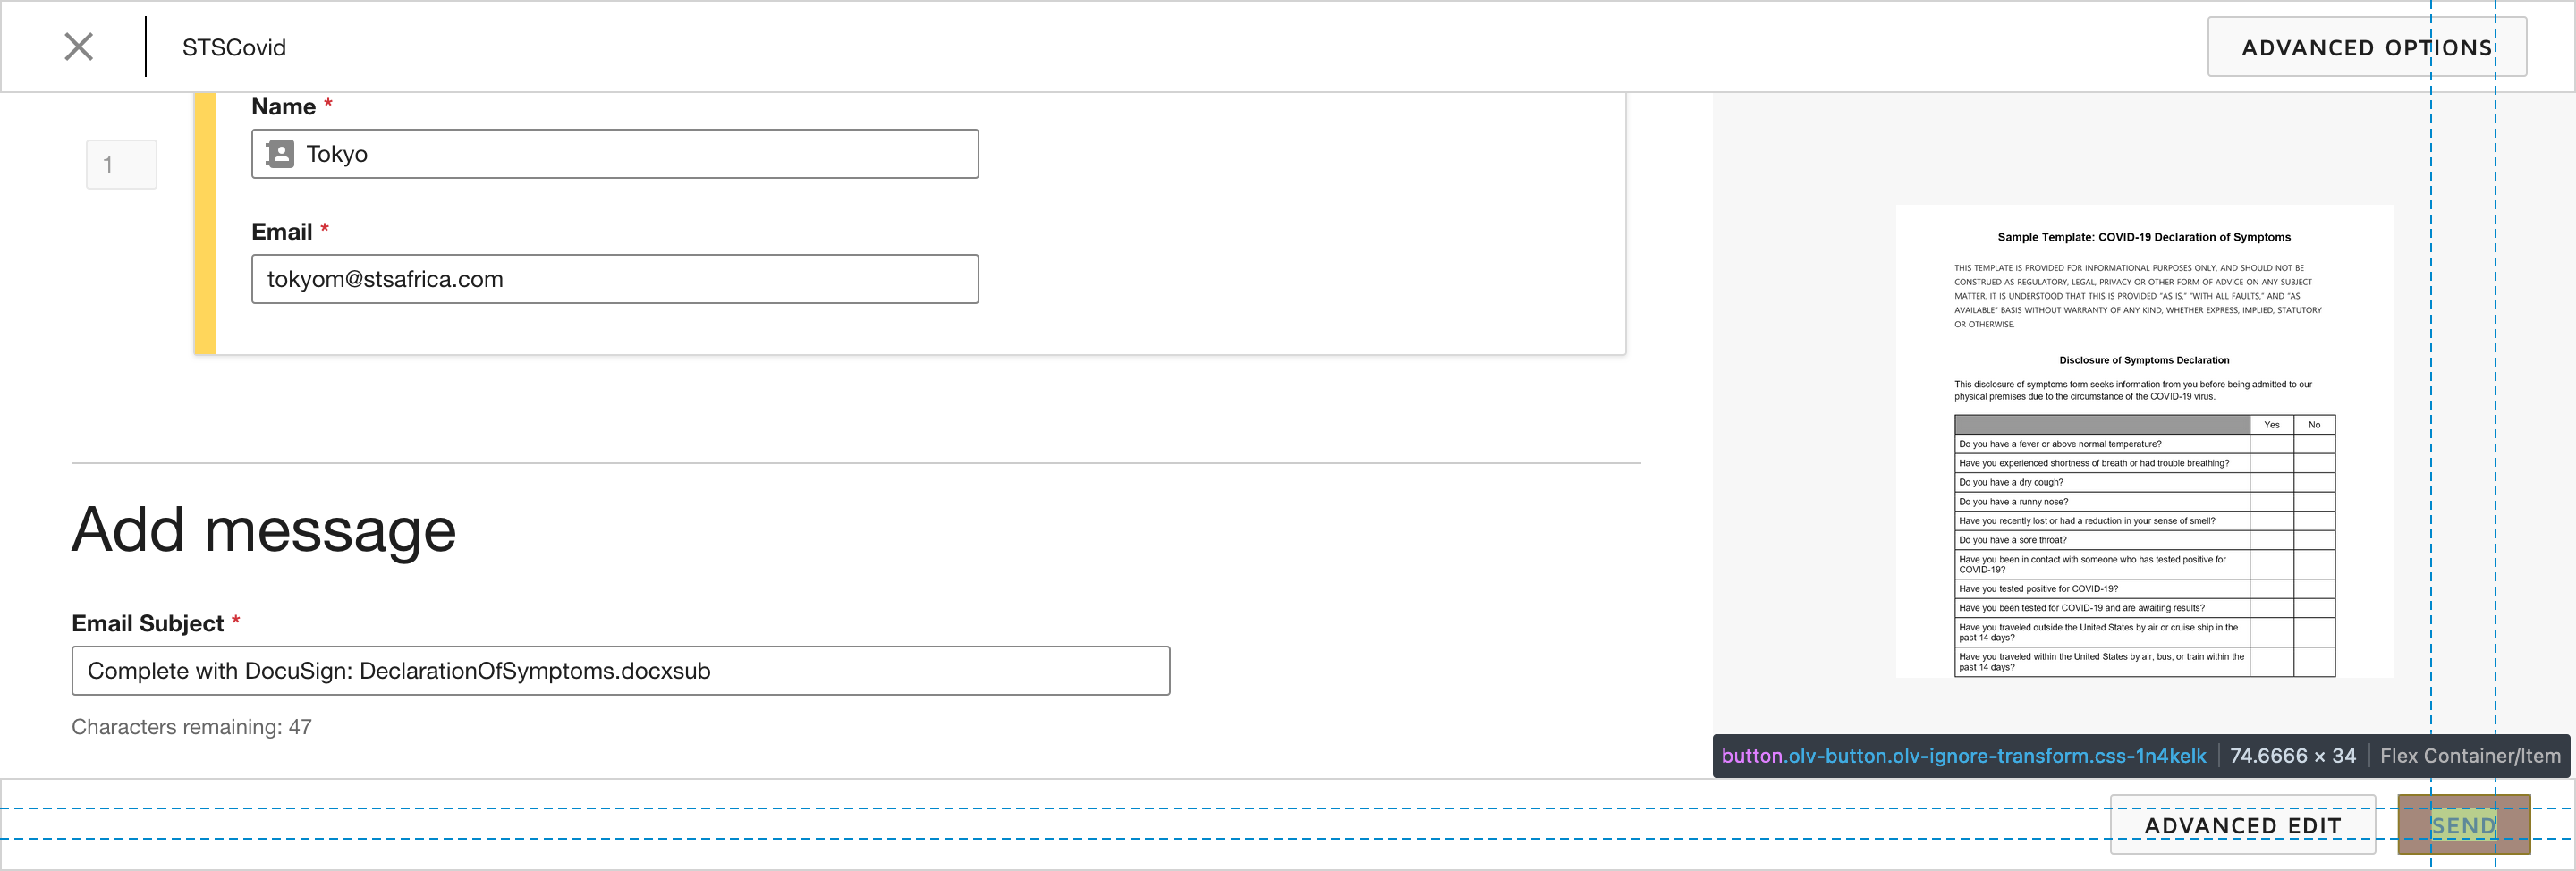 STSCovid
ADVANCED OPTIONS
Name *
1
Tokyo
Email *
tokyom@stsafrica.com
Add message
Email Subject *
Complete with DocuSign: DeclarationOfSymptoms.docxsub
Characters remaining: 47
Sample Template: COVID-19 Declaration of Symptoms
THIS TEMPLATE IS PROVIDED FOR INFORMATIONAL PURPOSES ONLY, AND SHOULD NOT BE
CONSTRUED AS REGULATORY, LEGAL, PRIVACY OR OTHER FORM OF ADVICE ON ANY SUBJECT
MATTER. IT IS UNDERSTOOD THAT THIS IS PROVIDED "AS IS," "WITH ALL FAULTS," AND "AS
AVAILABLE" BASIS WITHOUT WARRANTY OF ANY KIND, WHETHER EXPRESS, IMPLIED, STATUTORY
OR OTHERWISE.
Disclosure of Symptoms Declaration
This disclosure of symptoms form seeks information from you before being admitted to our
physical premises due to the circumstance of the COVID-19 virus.
Yes No
Do you have a fever or above normal temperature?
Have you experienced shortness of breath or had trouble breathing?
Do you have a dry cough?
Do you have a runny nose?
Have you recently lost or had a reduction in your sense of smell?
Do you have a sore throat?
Have you been in contact with someone who has tested positive for
COVID-19?
Have you tested positive for COVID-19?
Have you been tested for COVID-19 and are awaiting results?
Have you traveled outside the United States by air or cruise ship in the
past 14 days?
Have you traveled within the United States by air, bus, or train within the
past 14 days?
button.olv-button.olv-ignore-transform.css-1n4kelk 74.6666 × 34 Flex Container/Item
ADVANCED EDIT
SEND